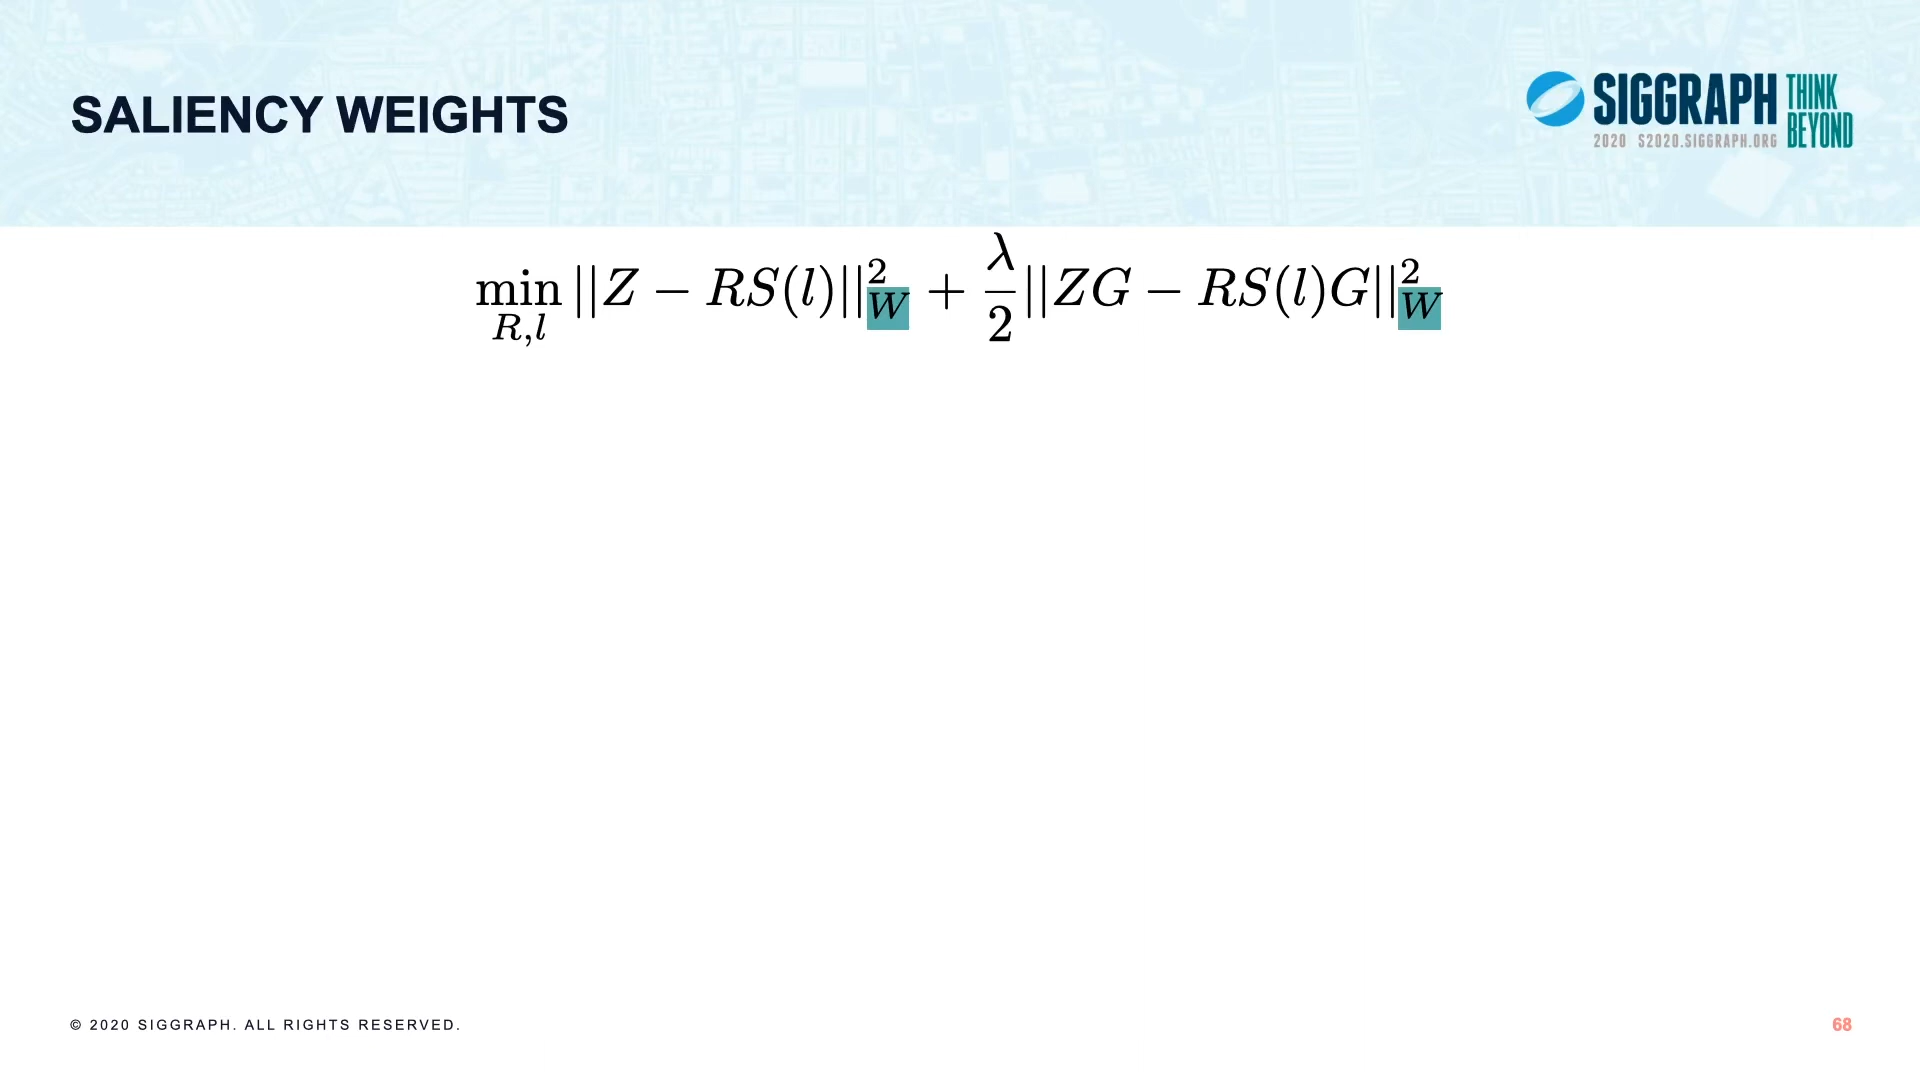 SALIENCY WEIGHTS
SIGGRAPH THINK BEYOND
2020 S2020.SIGGRAPH.ORG
min_{R,l} ||Z − RS(l)||²_W + λ/2 ||ZG − RS(l)G||²_W
© 2020 SIGGRAPH. ALL RIGHTS RESERVED.
68